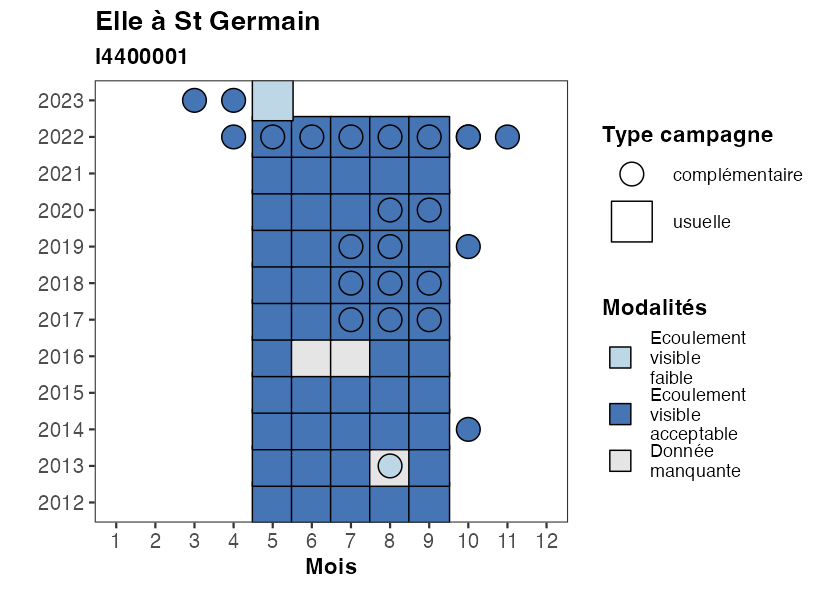 Elle à St Germain
I4400001
2023
2022
2021
2020
2019
2018
2017
2016
2015
2014
2013
2012
1 2 3 4 5 6 7 8 9 10 11 12
Mois
Type campagne
complémentaire
usuelle
Modalités
Ecoulement
visible
faible
Ecoulement
visible
acceptable
Donnée
manquante